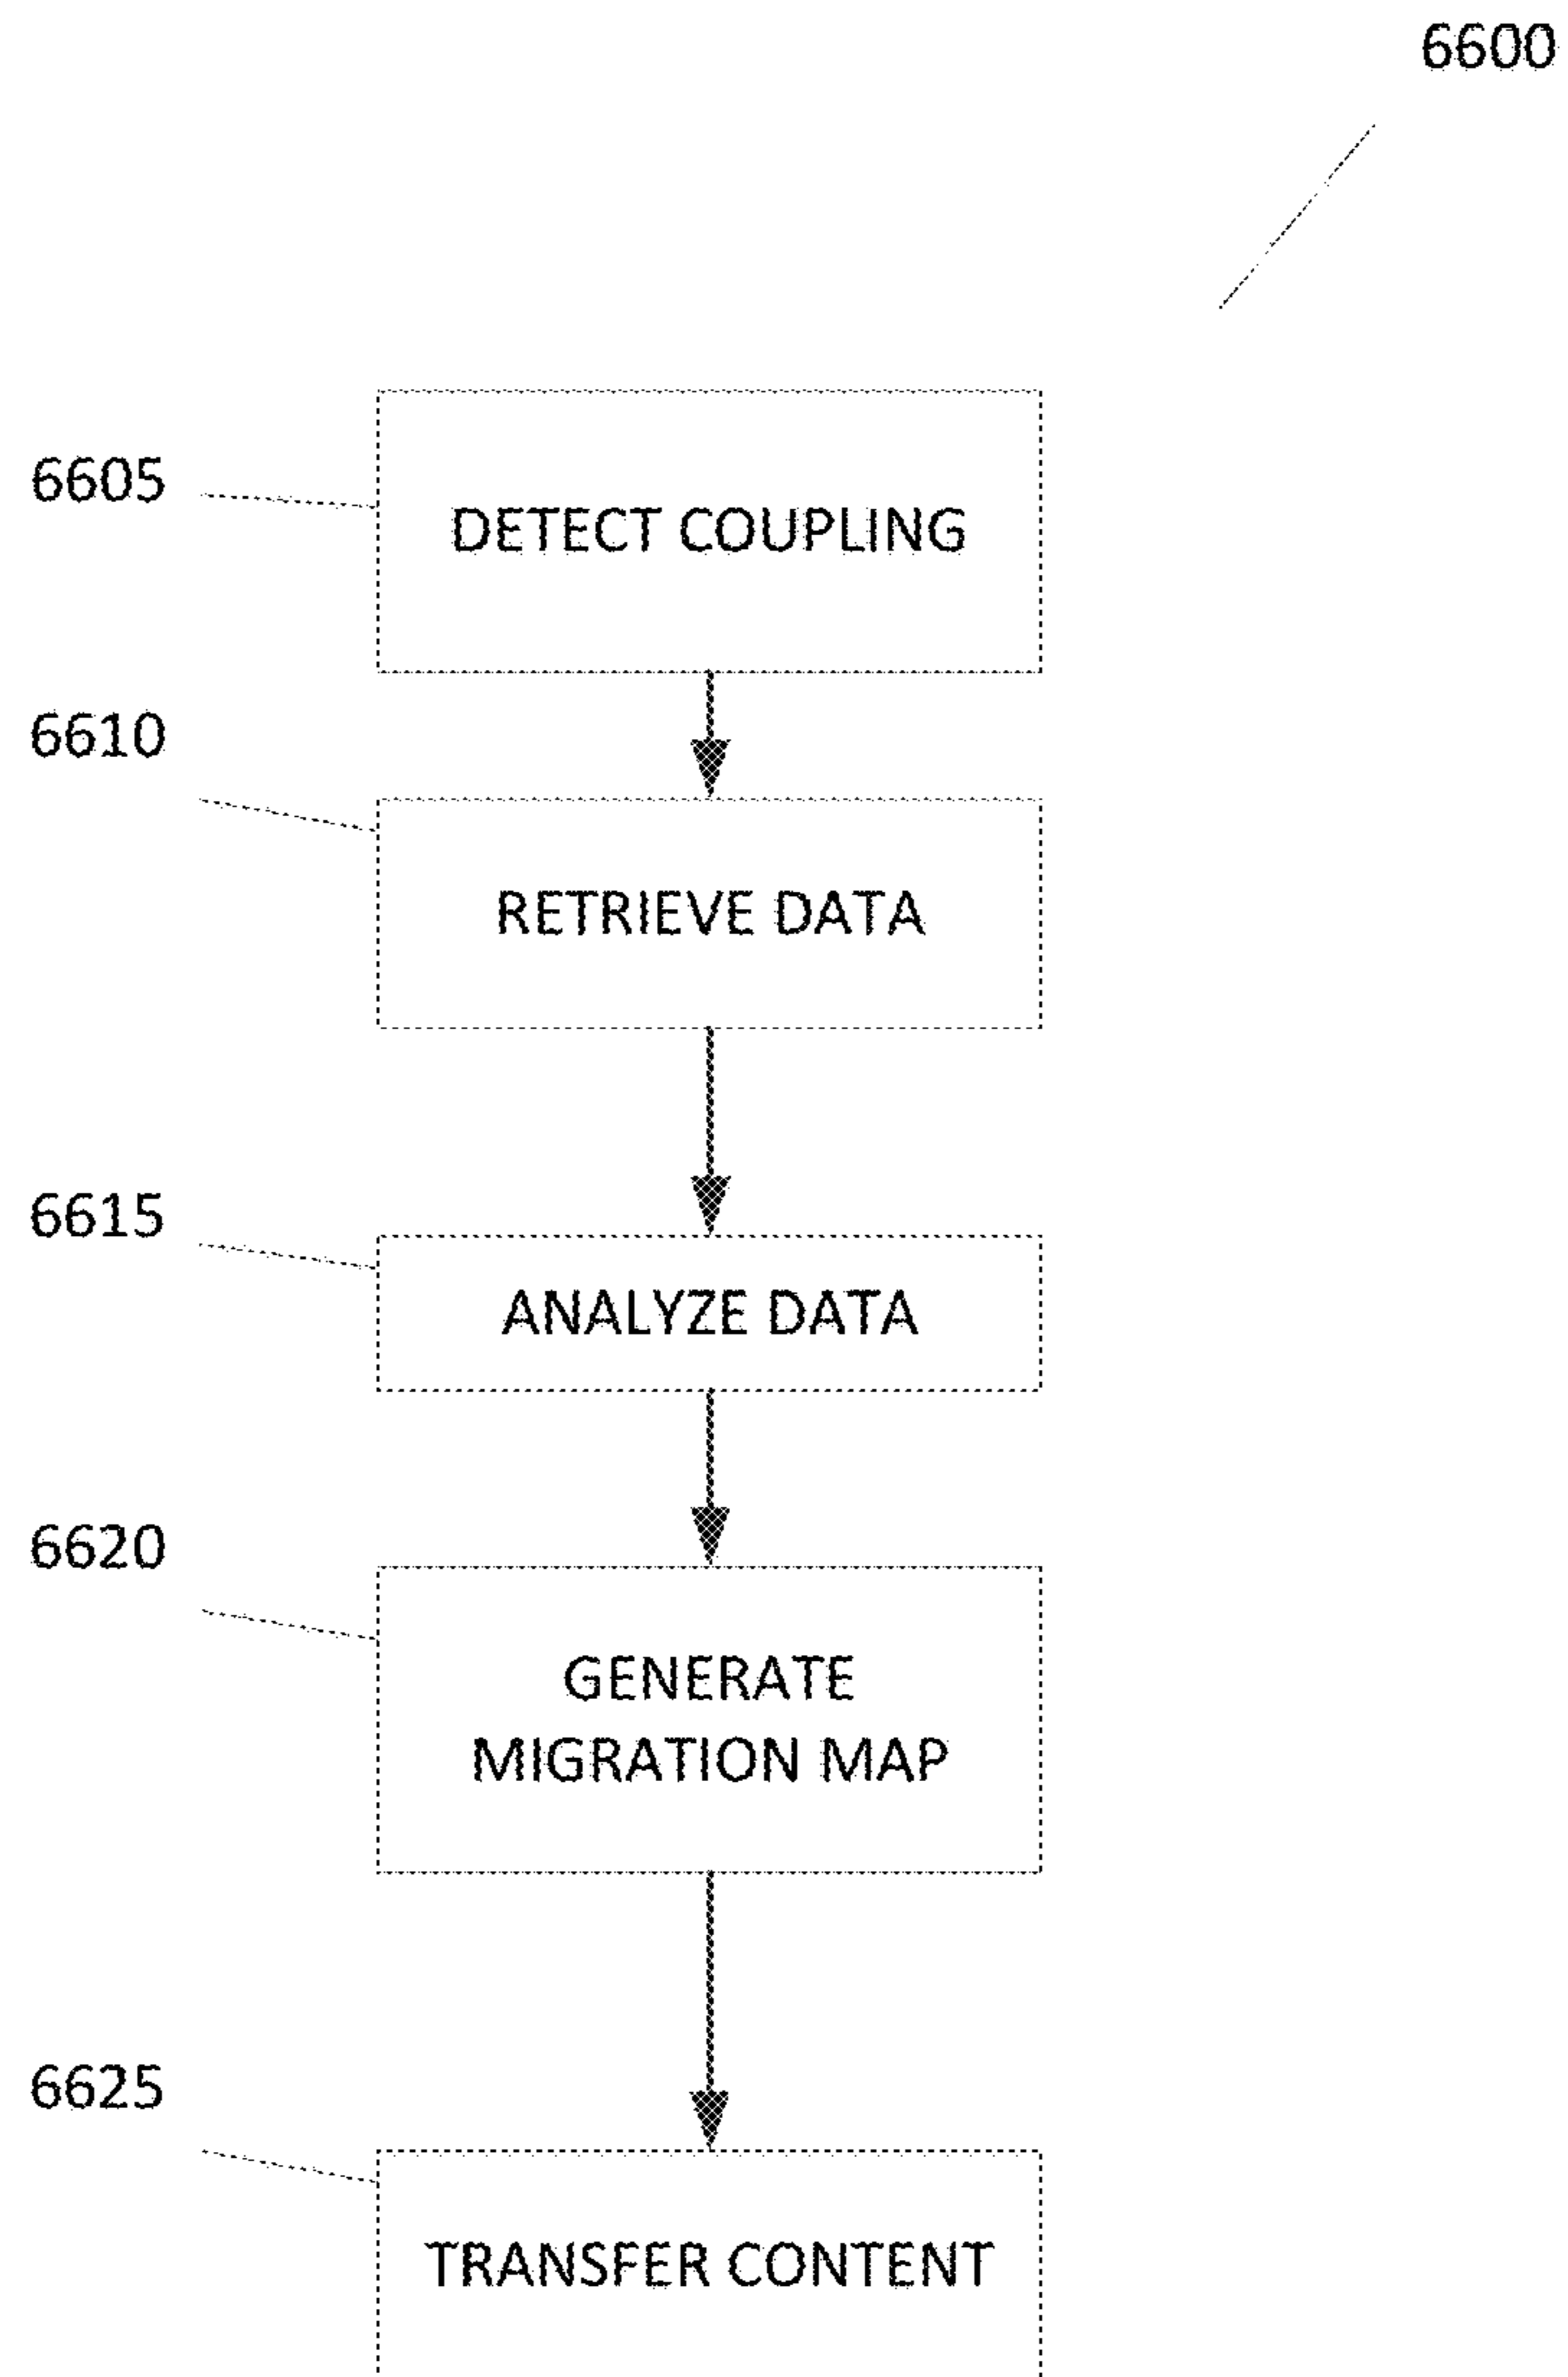 6600
6605
DETECT COUPLING
6610
RETRIEVE DATA
6615
ANALYZE DATA
6620
GENERATE
MIGRATION MAP
6625
TRANSFER CONTENT